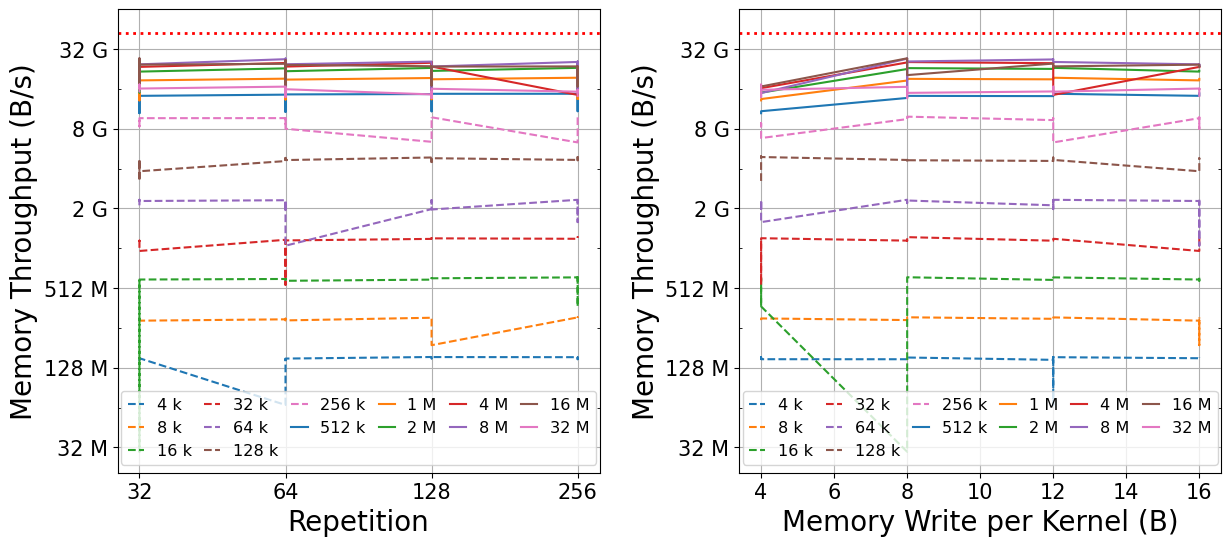 Memory Throughput (B/s)
32 G
8 G
2 G
512 M
128 M
32 M
4 k 32 k 256 k 1 M 4 M 16 M
8 k 64 k 512 k 2 M 8 M 32 M
16 k 128 k
32 64 128 256
Repetition
Memory Throughput (B/s)
32 G
8 G
2 G
512 M
128 M
32 M
4 k 32 k 256 k 1 M 4 M 16 M
8 k 64 k 512 k 2 M 8 M 32 M
16 k 128 k
4 6 8 10 12 14 16
Memory Write per Kernel (B)